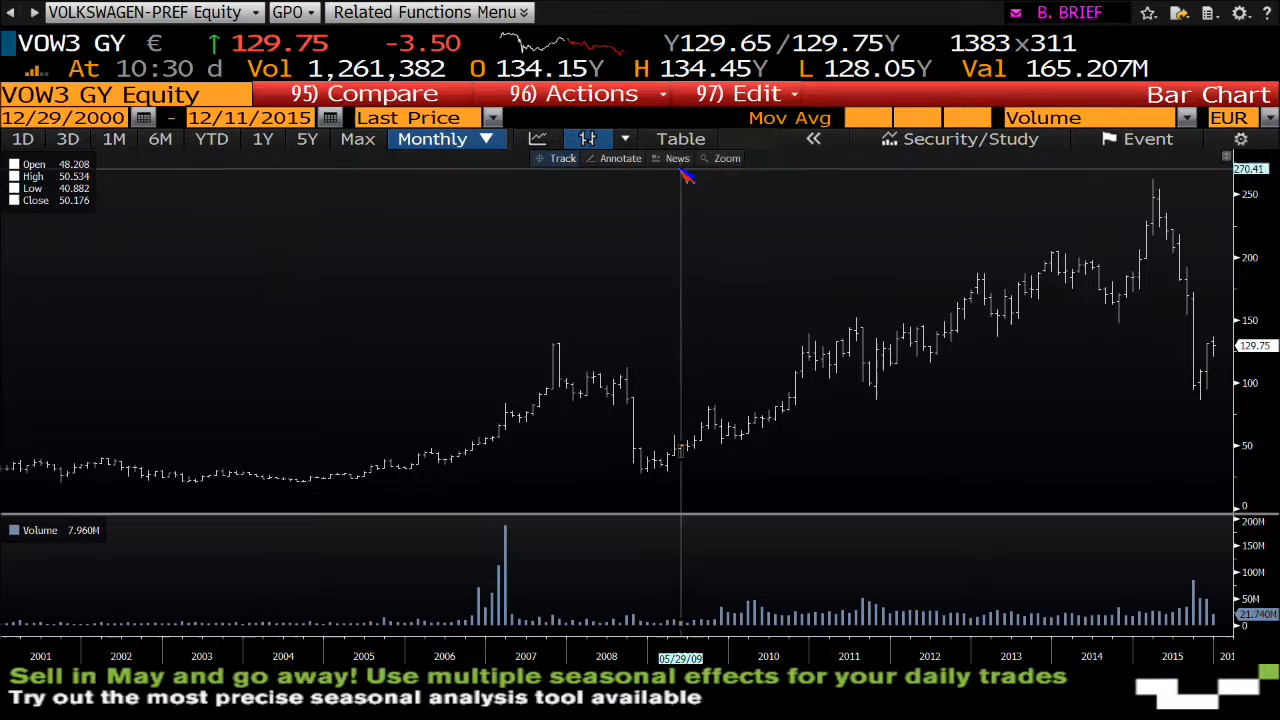 VOLKSWAGEN-PREF Equity GPO Related Functions Menu B. BRIEF ?
VOW3 GY € 129.75 -3.50 Y129.65 /129.75Y 1383x311
At 10:30 d Vol 1,261,382 O 134.15Y H 134.45Y L 128.05Y Val 165.207M
VOW3 GY Equity 95) Compare 96) Actions 97) Edit Bar Chart
12/29/2000 - 12/11/2015 Last Price Mov Avg Volume EUR
1D 3D 1M 6M YTD 1Y 5Y Max Monthly Table Security/Study Event
Track Annotate News Zoom
Open 48.208
High 50.534
Low 40.882
Close 50.176
270.41
250
200
150
129.75
100
50
0
Volume 7.960M
200M
150M
100M
50M
21.740M
0
2001 2002 2003 2004 2005 2006 2007 2008 05/29/09 2010 2011 2012 2013 2014 2015 201
Sell in May and go away! Use multiple seasonal effects for your daily trades
Try out the most precise seasonal analysis tool available